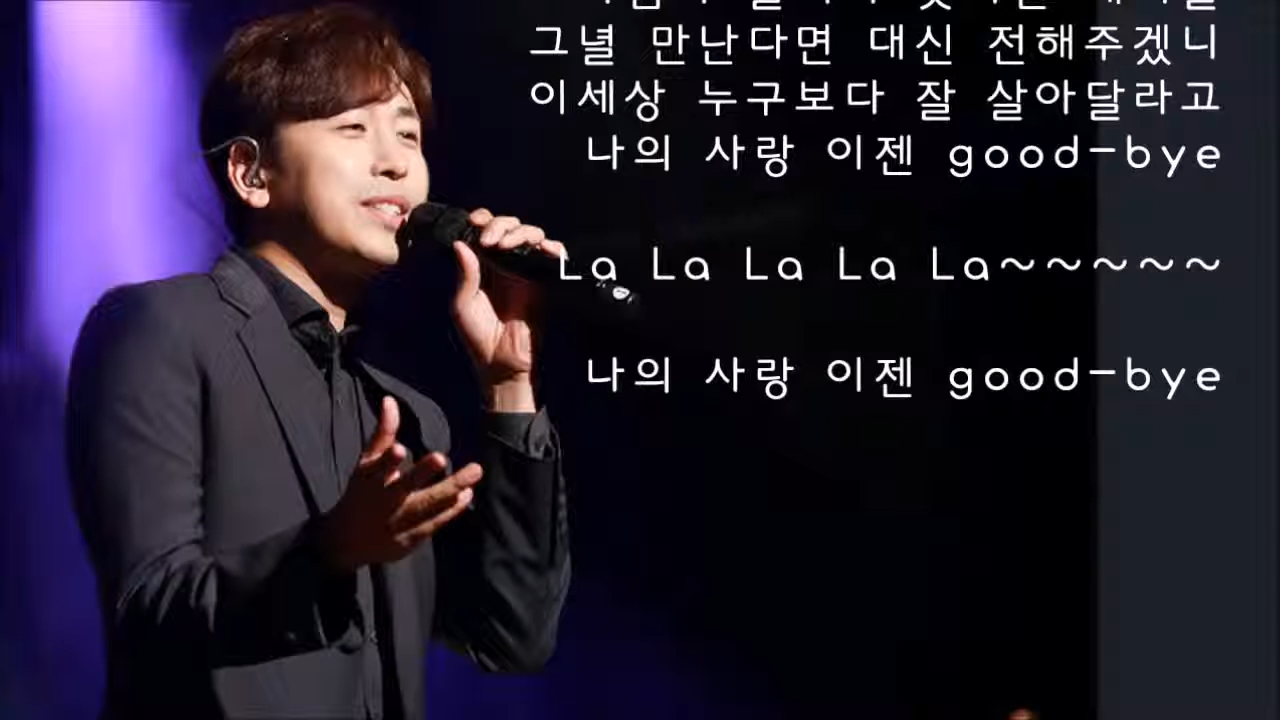 그녈 만난다면 대신 전해주겠니
이세상 누구보다 잘 살아달라고
나의 사랑 이젠 good-bye
La La La La La~~~~~
나의 사랑 이젠 good-bye